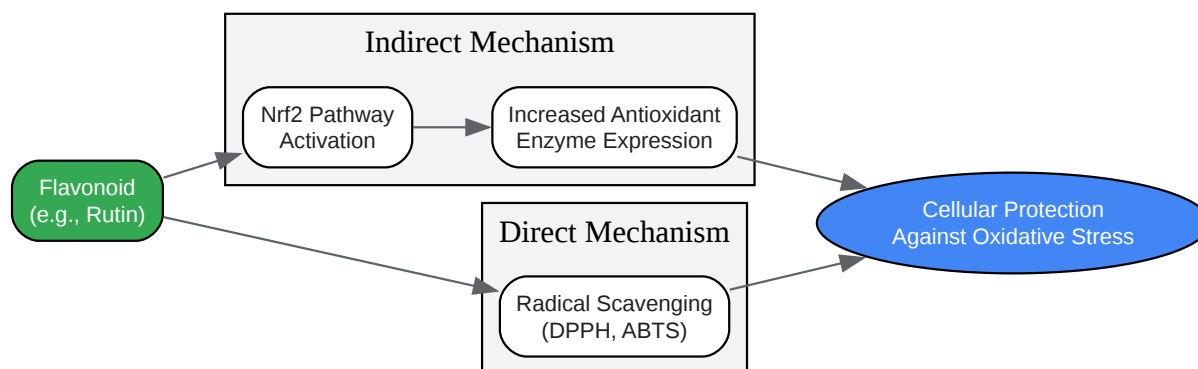 Indirect Mechanism
Nrf2 Pathway
Activation
Increased Antioxidant
Enzyme Expression
Flavonoid
(e.g., Rutin)
Cellular Protection
Against Oxidative Stress
Direct Mechanism
Radical Scavenging
(DPPH, ABTS)